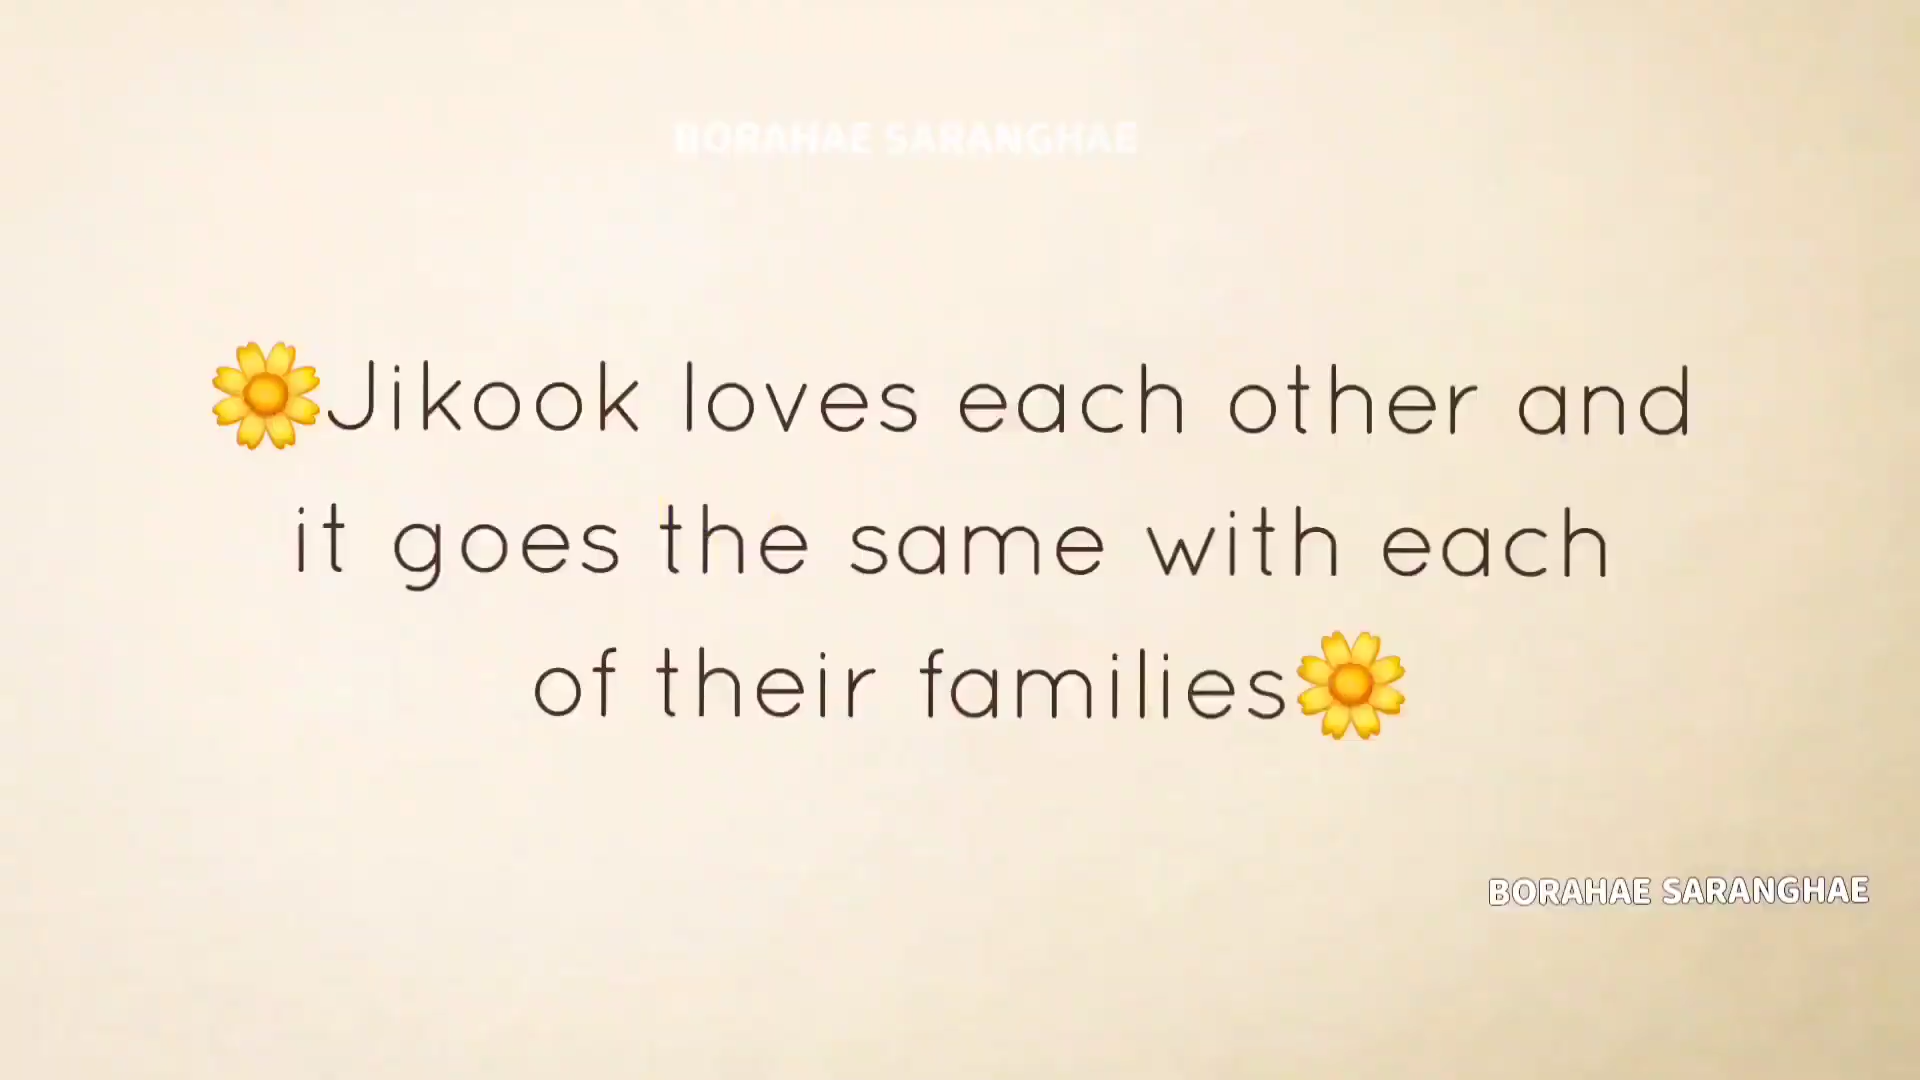 BORAHAE SARANGHAE
🌼Jikook loves each other and
it goes the same with each
of their families🌼
BORAHAE SARANGHAE